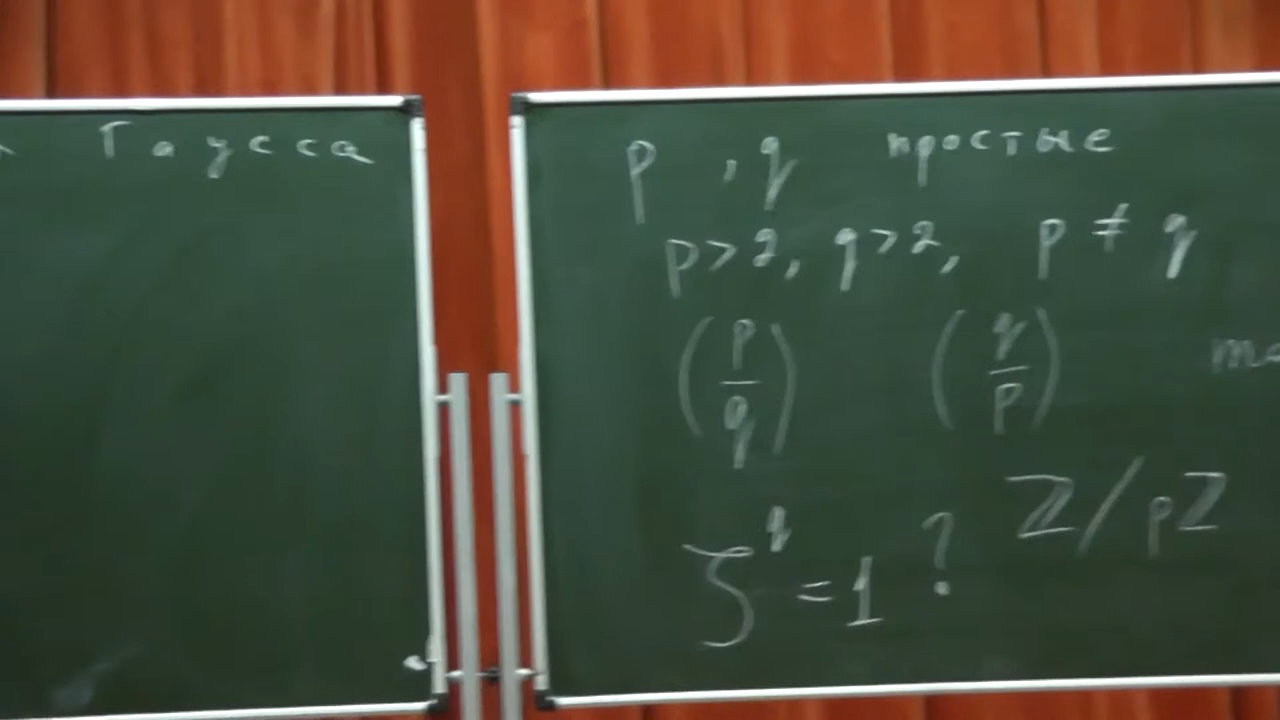 Гаусса
p , q простые
p > 2, q > 2, p ≠ q
(p/q) (q/p)
ζ^q = 1 ? Z/pZ